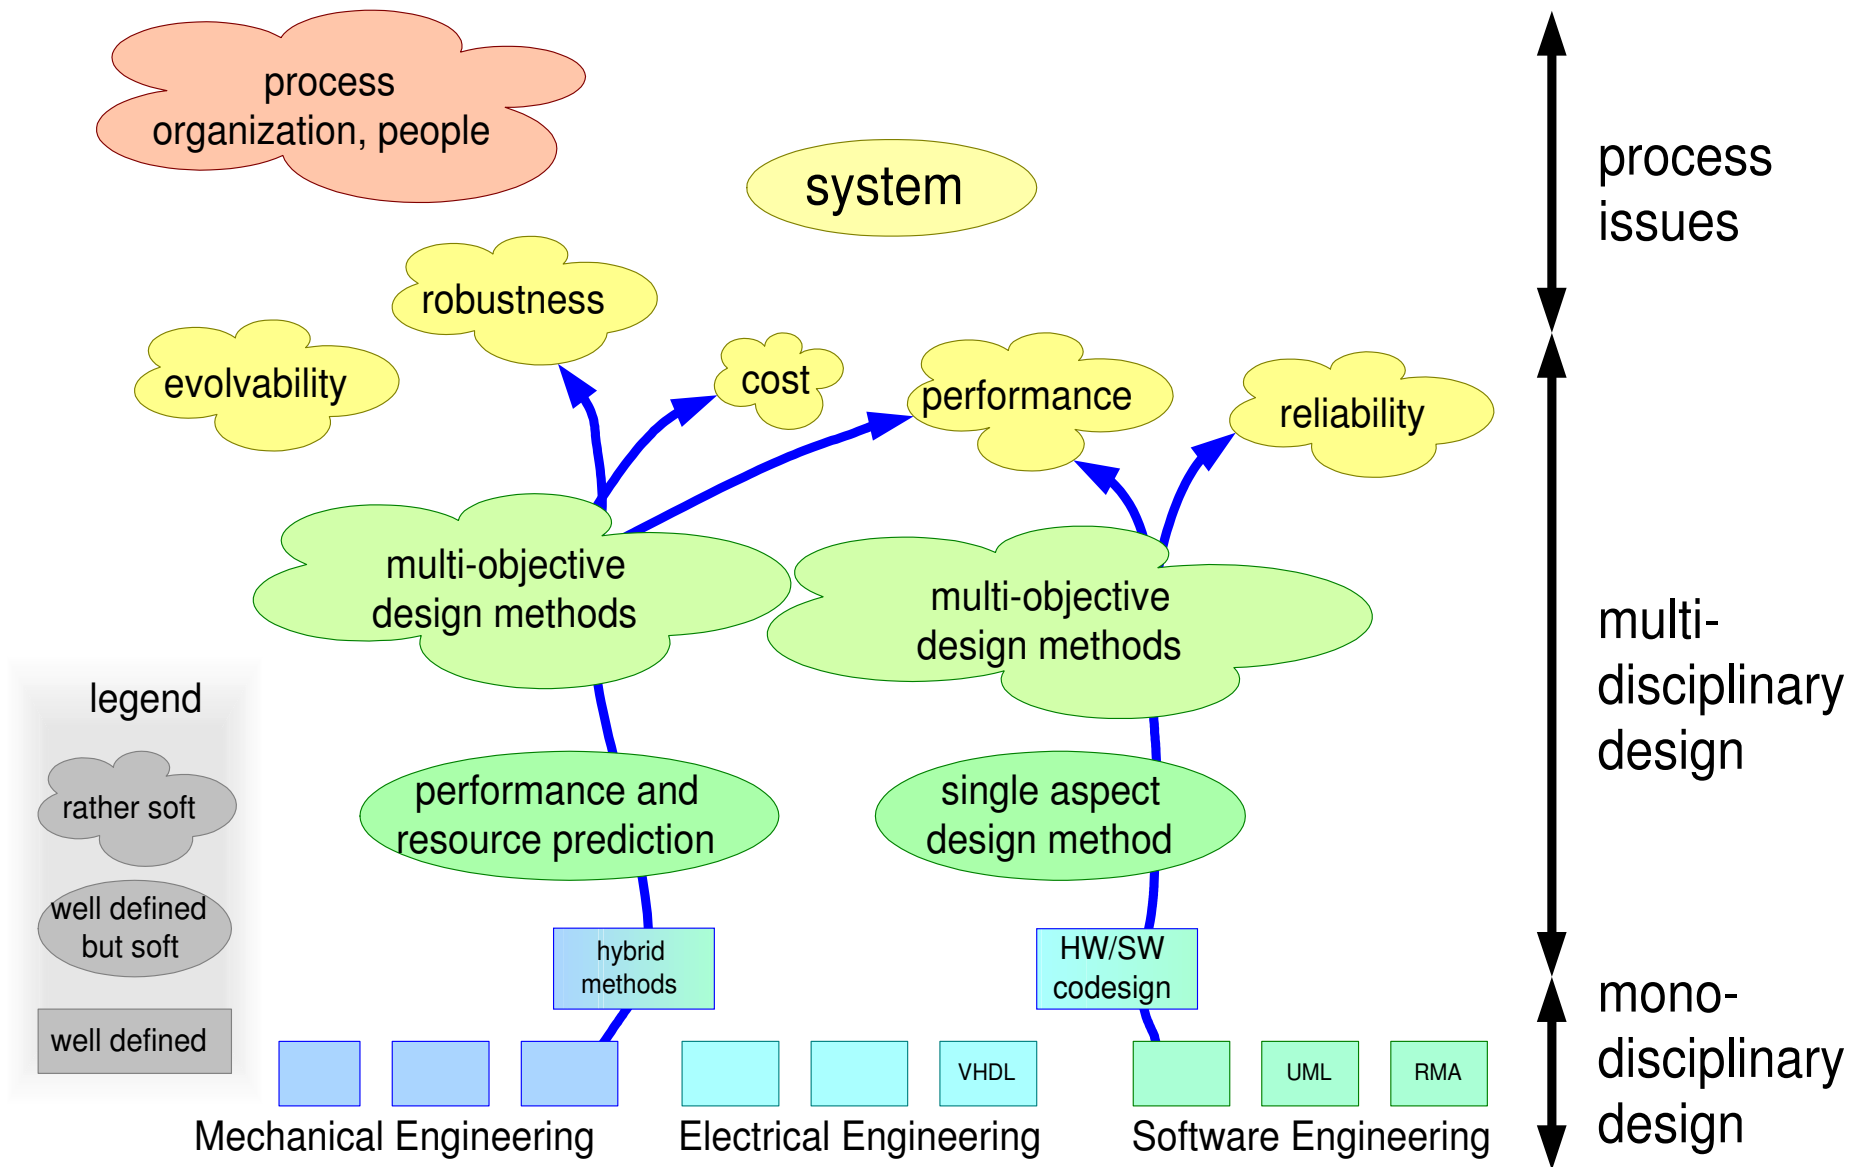 process
organization, people
system
process
issues
robustness
evolvability
cost
performance
reliability
multi-objective
design methods
multi-objective
design methods
multi-
disciplinary
design
legend
rather soft
well defined
but soft
well defined
performance and
resource prediction
single aspect
design method
hybrid
methods
HW/SW
codesign
mono-
disciplinary
design
VHDL
UML
RMA
Mechanical Engineering
Electrical Engineering
Software Engineering